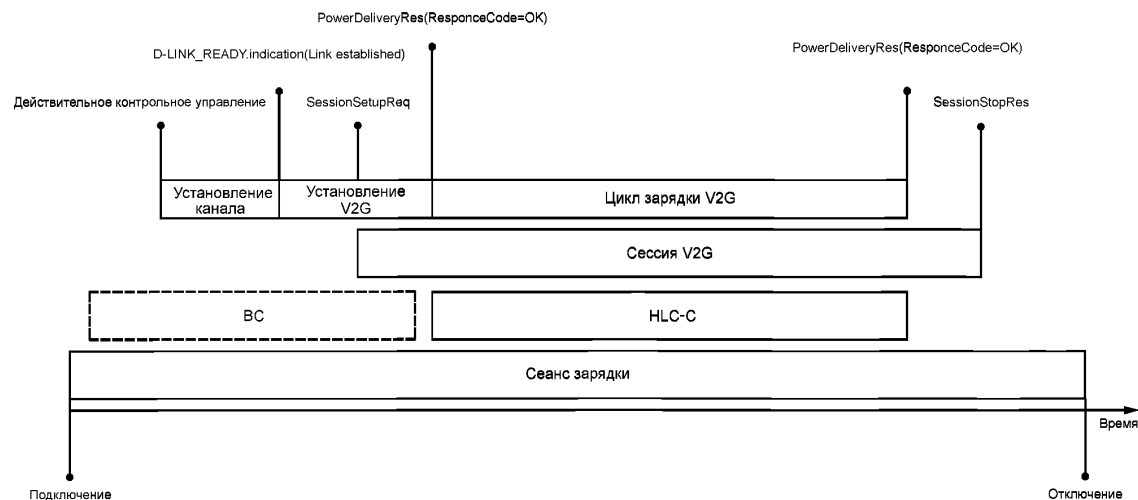 PowerDeliveryRes(ResponceCode=OK)
D-LINK_READY.indication(Link established)
PowerDeliveryRes(ResponceCode=OK)
Действительное контрольное управление
SessionSetupReq
SessionStopRes
Установление
канала
Установление
V2G
Цикл зарядки V2G
Сессия V2G
ВС
HLC-C
Сеанс зарядки
Время
Подключение
Отключение